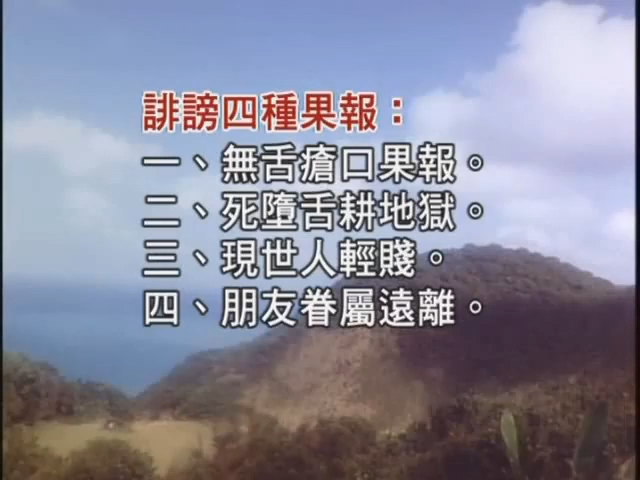 誹謗四種果報：
一、無舌瘡口果報。
二、死墮舌耕地獄。
三、現世人輕賤。
四、朋友眷屬遠離。